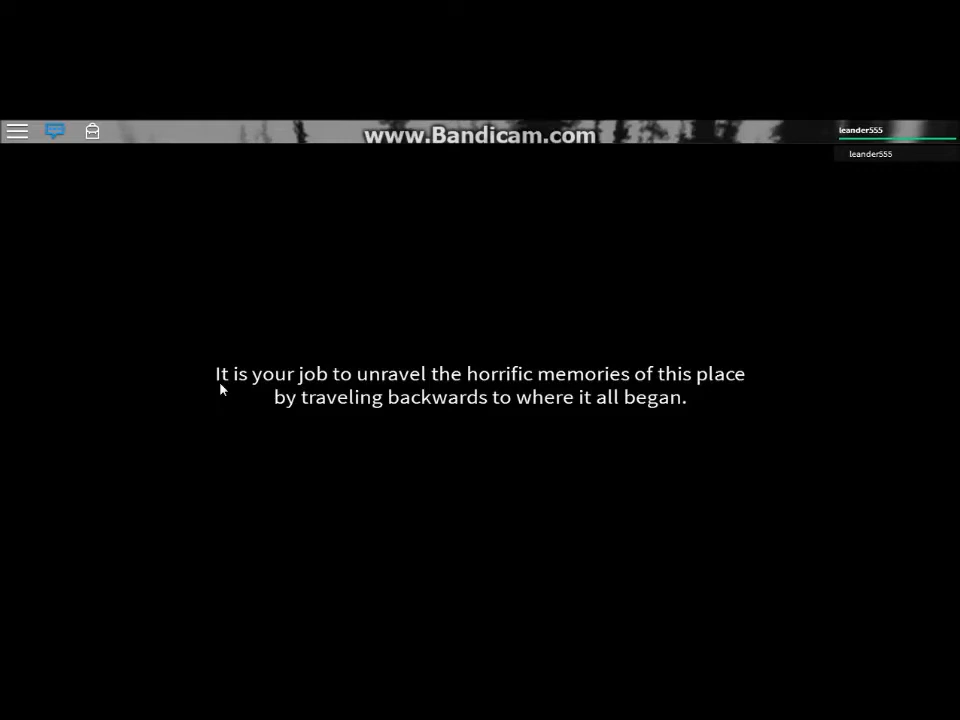 www.Bandicam.com
leander555
leander555
It is your job to unravel the horrific memories of this place
by traveling backwards to where it all began.